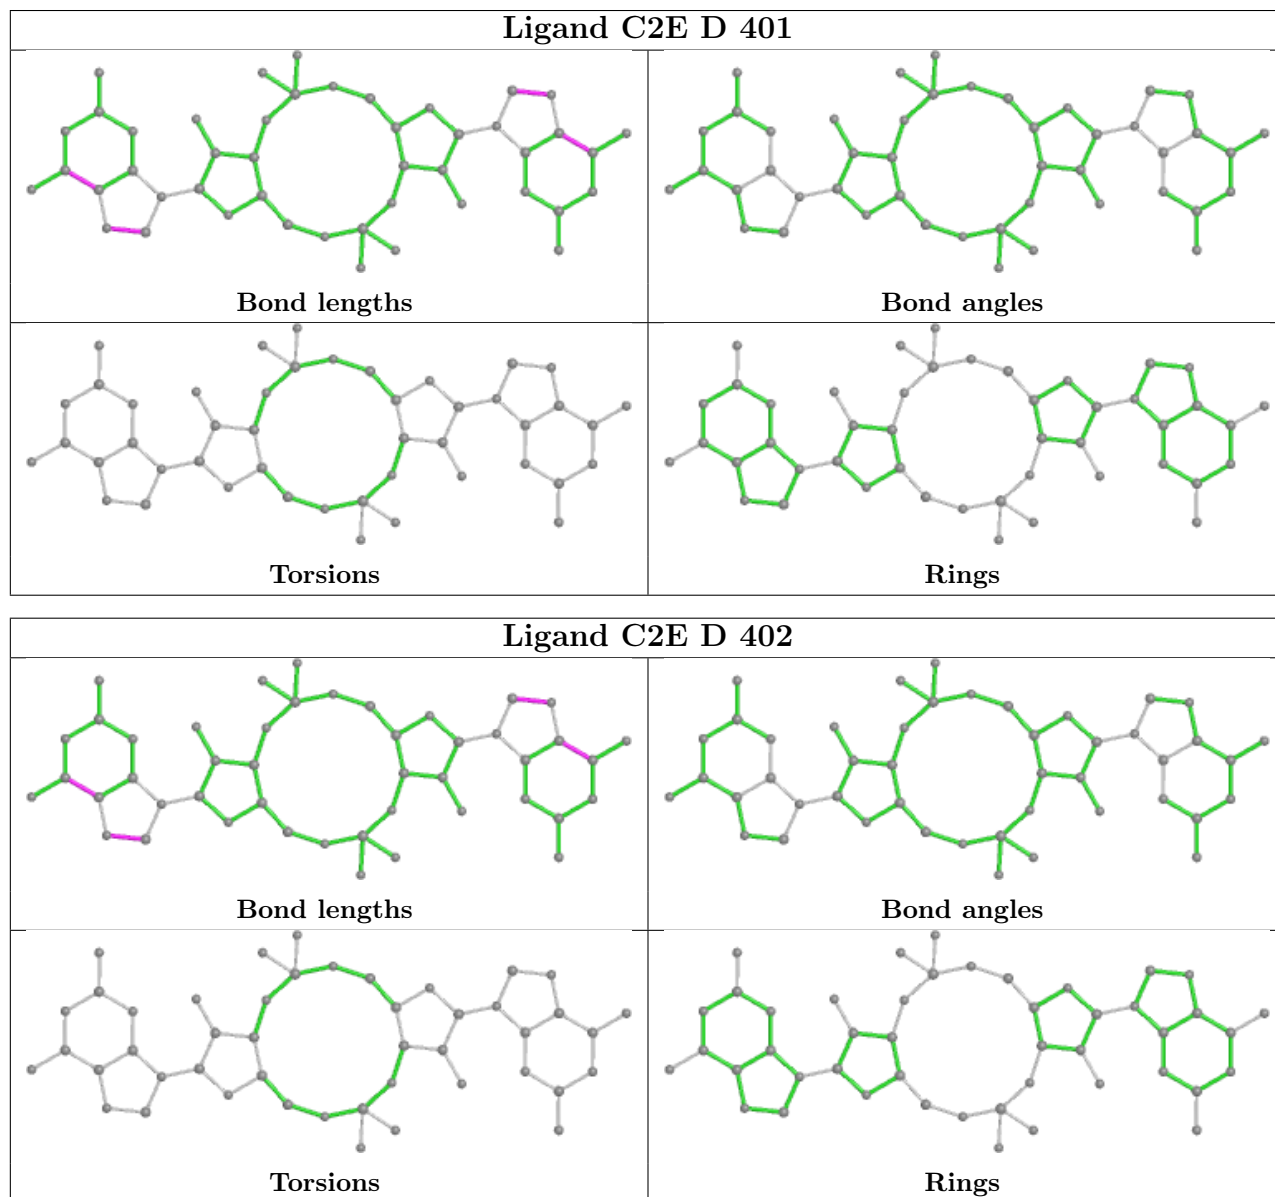 Ligand C2E D 401
Bond lengths
Bond angles
Torsions
Rings
Ligand C2E D 402
Bond lengths
Bond angles
Torsions
Rings